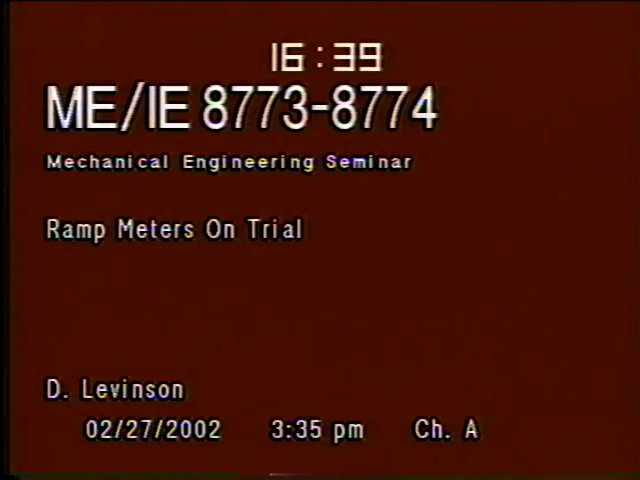 16:39
ME/IE 8773-8774
Mechanical Engineering Seminar
Ramp Meters On Trial
D. Levinson
02/27/2002 3:35 pm Ch. A